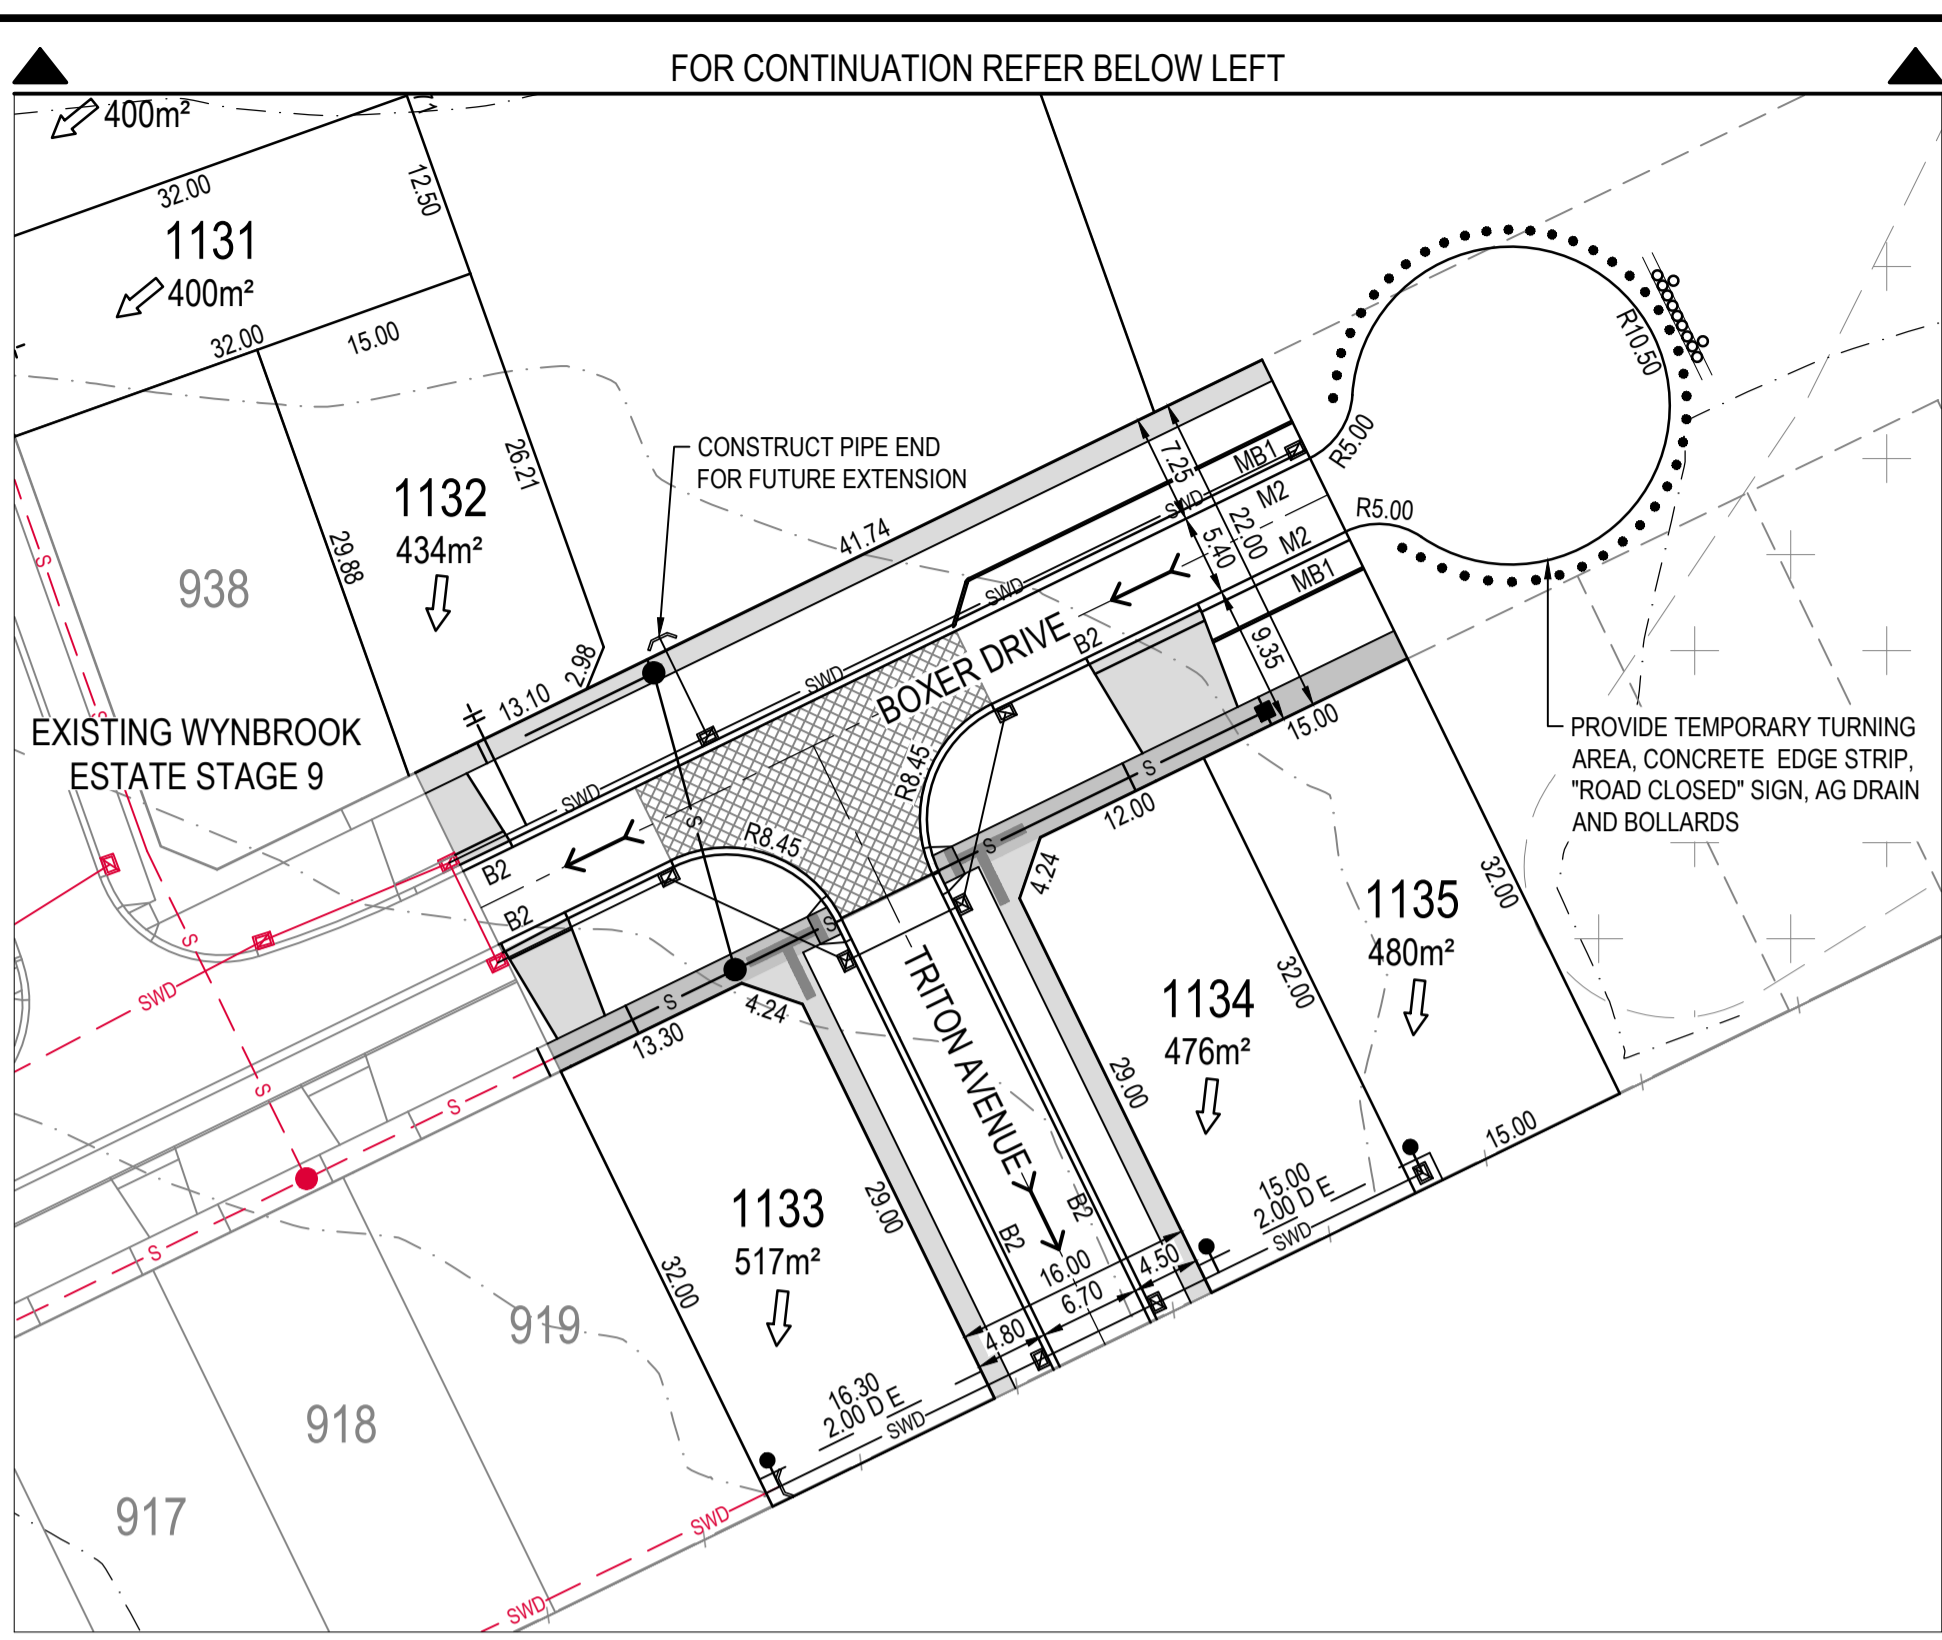 FOR CONTINUATION REFER BELOW LEFT
400m²
32.00
12.50
1131
400m²
32.00
15.00
R10.50
26.21
1132
434m²
29.88
938
CONSTRUCT PIPE END
FOR FUTURE EXTENSION
41.74
7.25
MB1
R5.00
SWD
M2
22.00
R5.00
5.40
M2
MB1
SWD
S
BOXER DRIVE
B2
9.35
2.98
13.10
SWD
15.00
S
EXISTING WYNBROOK
ESTATE STAGE 9
PROVIDE TEMPORARY TURNING
AREA, CONCRETE EDGE STRIP,
"ROAD CLOSED" SIGN, AG DRAIN
AND BOLLARDS
S
SWD
R8.45
S
R8.45
12.00
S
B2
B2
4.24
32.00
1135
480m²
S
S
SWD
S
4.24
13.30
TRITON AVENUE
32.00
1134
476m²
S
S
29.00
15.00
1133
517m²
29.00
32.00
B2
B2
15.00
2.00 D E
SWD
S
16.00
4.50
6.70
4.80
919
16.30
2.00 D E
SWD
918
917
SWD
SWD